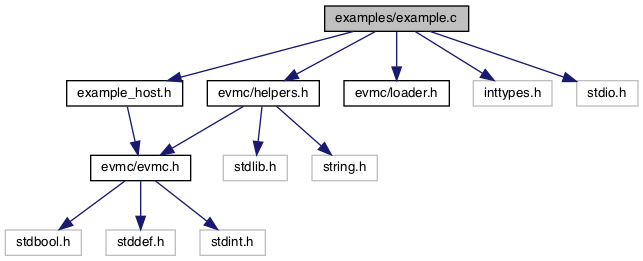 examples/example.c
example_host.h
evmc/helpers.h
evmc/loader.h
inttypes.h
stdio.h
evmc/evmc.h
stdlib.h
string.h
stdbool.h
stddef.h
stdint.h